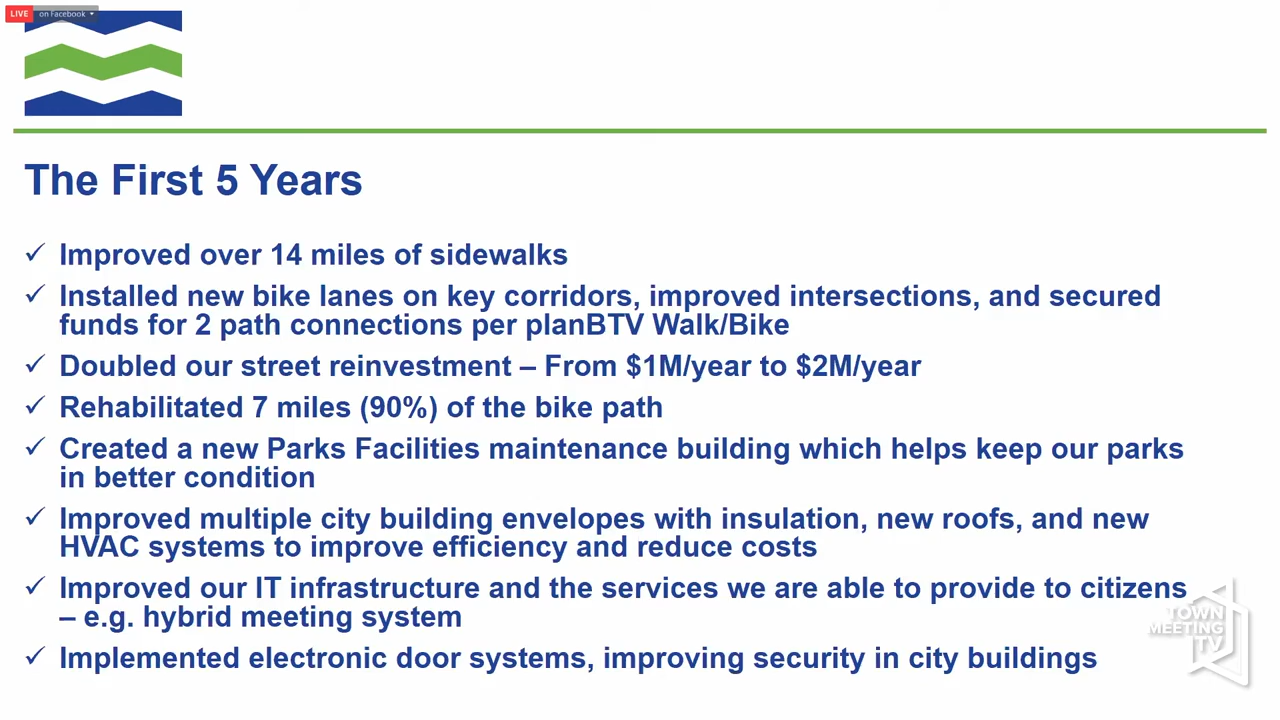 LIVE on Facebook
The First 5 Years
✓ Improved over 14 miles of sidewalks
✓ Installed new bike lanes on key corridors, improved intersections, and secured
funds for 2 path connections per planBTV Walk/Bike
✓ Doubled our street reinvestment – From $1M/year to $2M/year
✓ Rehabilitated 7 miles (90%) of the bike path
✓ Created a new Parks Facilities maintenance building which helps keep our parks
in better condition
✓ Improved multiple city building envelopes with insulation, new roofs, and new
HVAC systems to improve efficiency and reduce costs
✓ Improved our IT infrastructure and the services we are able to provide to citizens
– e.g. hybrid meeting system
✓ Implemented electronic door systems, improving security in city buildings
TOWN
MEETING
TV